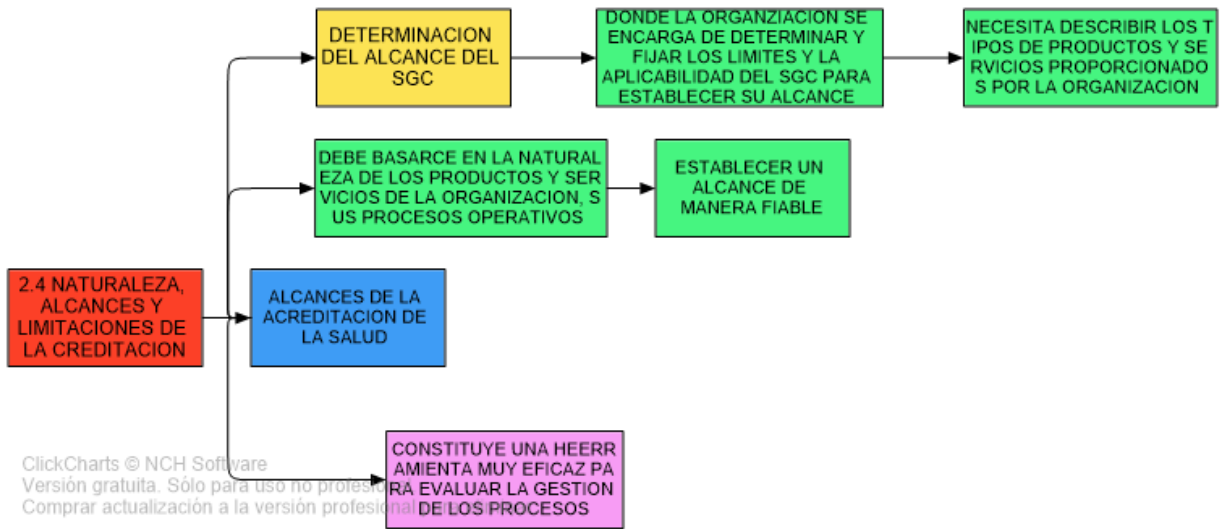 DETERMINACION
DEL ALCANCE DEL
SGC
DONDE LA ORGANZIACION SE
ENCARGA DE DETERMINAR Y
FIJAR LOS LIMITES Y LA
APLICABILIDAD DEL SGC PARA
ESTABLECER SU ALCANCE
NECESITA DESCRIBIR LOS T
IPOS DE PRODUCTOS Y SE
RVICIOS PROPORCIONADO
S POR LA ORGANIZACION
DEBE BASARCE EN LA NATURAL
EZA DE LOS PRODUCTOS Y SER
VICIOS DE LA ORGANIZACION, S
US PROCESOS OPERATIVOS
ESTABLECER UN
ALCANCE DE
MANERA FIABLE
2.4 NATURALEZA,
ALCANCES Y
LIMITACIONES DE
LA CREDITACION
ALCANCES DE LA
ACREDITACION DE
LA SALUD
CONSTITUYE UNA HEERR
AMIENTA MUY EFICAZ PA
RA EVALUAR LA GESTION
DE LOS PROCESOS
ClickCharts © NCH Software
Versión gratuita. Sólo para uso no profesional
Comprar actualización a la versión profesional